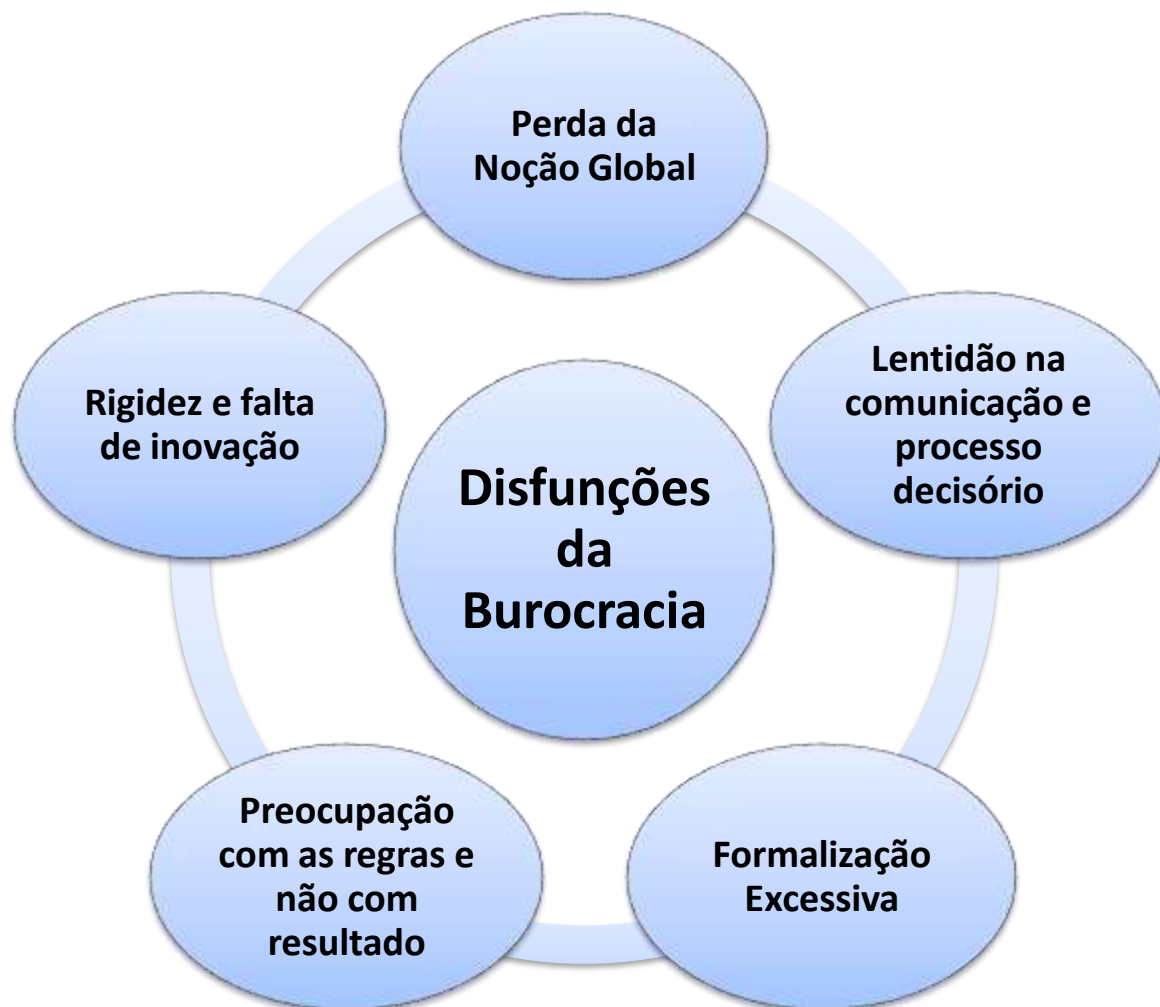 Perda da
Noção Global
Lentidão na
comunicação e
processo
decisório
Formalização
Excessiva
Preocupação
com as regras e
não com
resultado
Rigidez e falta
de inovação
Disfunções
da
Burocracia